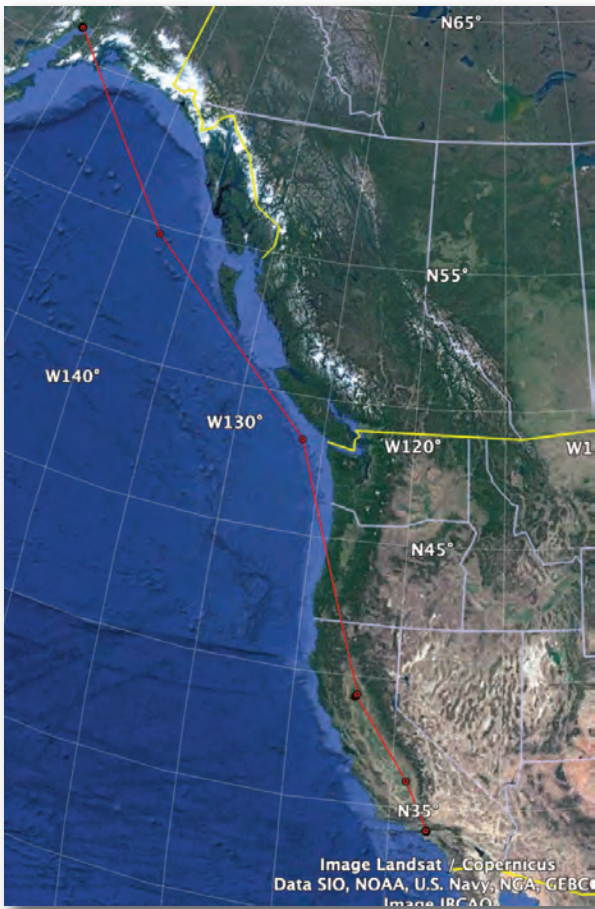 N65°
N55°
W140°
W130°
W120°
W1
N45°
N35°
Image Landsat / Copernicus
Data SIO, NOAA, U.S. Navy, NGA, GEBC
Image IBCAO